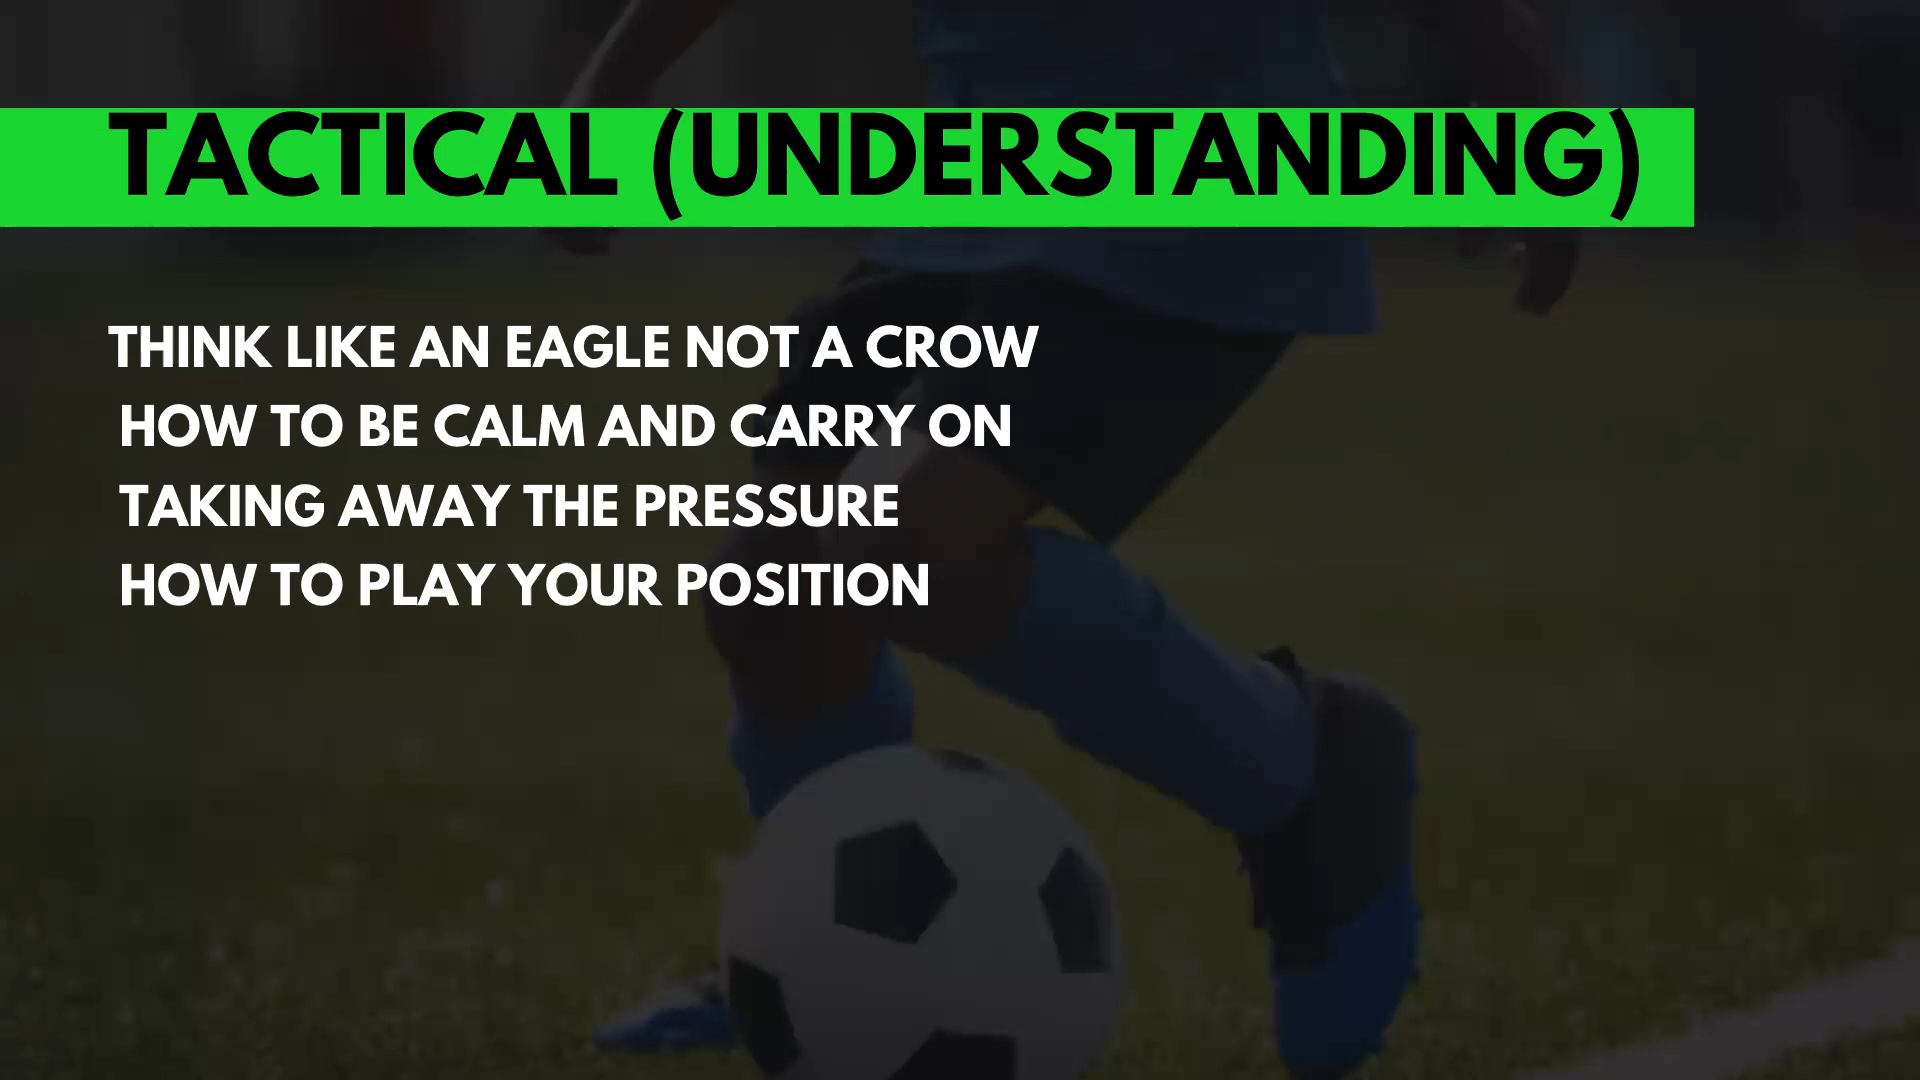 TACTICAL (UNDERSTANDING)
THINK LIKE AN EAGLE NOT A CROW
HOW TO BE CALM AND CARRY ON
TAKING AWAY THE PRESSURE
HOW TO PLAY YOUR POSITION